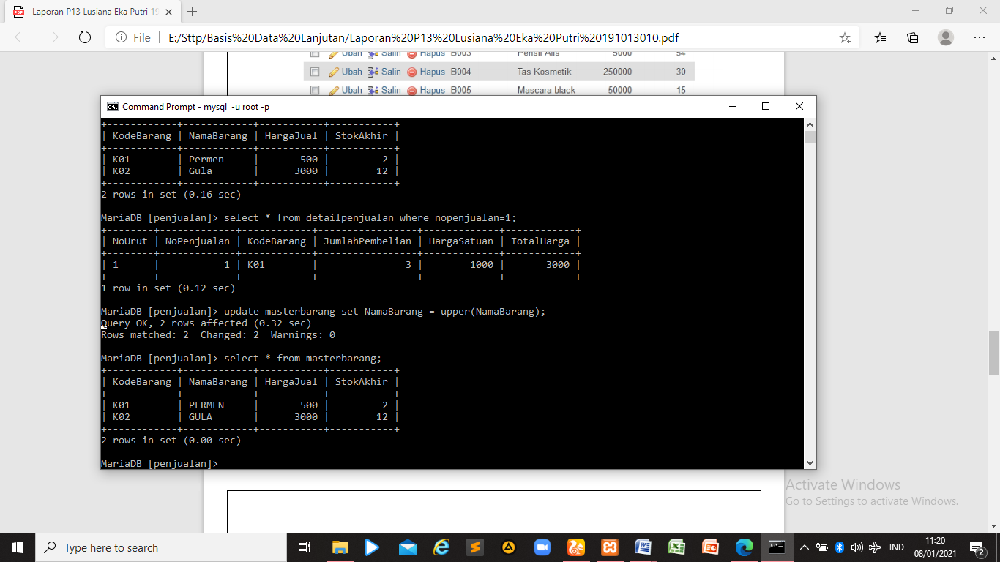 Laporan P13 Lusiana Eka Putri 19
File E:/Sttp/Basis%20Data%20Lanjutan/Laporan%20P13%20Lusiana%20Eka%20Putri%20191013010.pdf
Ubah Salin Hapus B003 Pensil Alis 5000 54
Ubah Salin Hapus B004 Tas Kosmetik 250000 30
Ubah Salin Hapus B005 Mascara black 50000 15
Command Prompt - mysql -u root -p
+------------+------------+-----------+-----------+
| KodeBarang | NamaBarang | HargaJual | StokAkhir |
+------------+------------+-----------+-----------+
| K01        | Permen     |       500 |         2 |
| K02        | Gula       |      3000 |        12 |
+------------+------------+-----------+-----------+
2 rows in set (0.16 sec)
MariaDB [penjualan]> select * from detailpenjualan where nopenjualan=1;
+--------+-------------+------------+-----------------+-------------+------------+
| NoUrut | NoPenjualan | KodeBarang | JumlahPembelian | HargaSatuan | TotalHarga |
+--------+-------------+------------+-----------------+-------------+------------+
| 1      |           1 | K01        |               3 |        1000 |       3000 |
+--------+-------------+------------+-----------------+-------------+------------+
1 row in set (0.12 sec)
MariaDB [penjualan]> update masterbarang set NamaBarang = upper(NamaBarang);
Query OK, 2 rows affected (0.32 sec)
Rows matched: 2  Changed: 2  Warnings: 0
MariaDB [penjualan]> select * from masterbarang;
+------------+------------+-----------+-----------+
| KodeBarang | NamaBarang | HargaJual | StokAkhir |
+------------+------------+-----------+-----------+
| K01        | PERMEN     |       500 |         2 |
| K02        | GULA       |      3000 |        12 |
+------------+------------+-----------+-----------+
2 rows in set (0.00 sec)
MariaDB [penjualan]>
Activate Windows
Go to Settings to activate Windows.
Type here to search
IND
11:20
08/01/2021
2